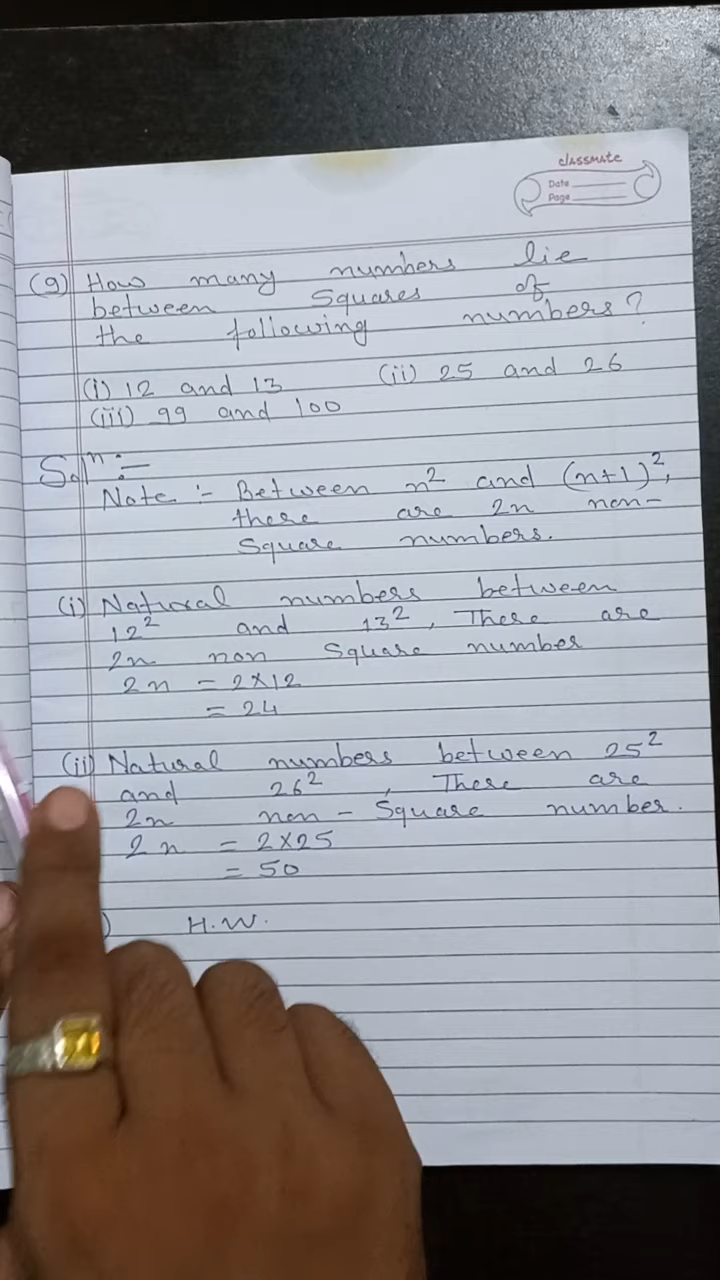 classmate
Date
Page
(9) How many numbers lie
between squares of
the following numbers?
(i) 12 and 13 (ii) 25 and 26
(iii) 99 and 100
Solⁿ :-
Note :- Between n² and (n+1)²,
there are 2n non-
square numbers.
(i) Natural numbers between
12² and 13², There are
2n non square number
2n = 2×12
= 24
(ii) Natural numbers between 25²
and 26², There are
2n non-square number.
2n = 2×25
= 50
) H.W.